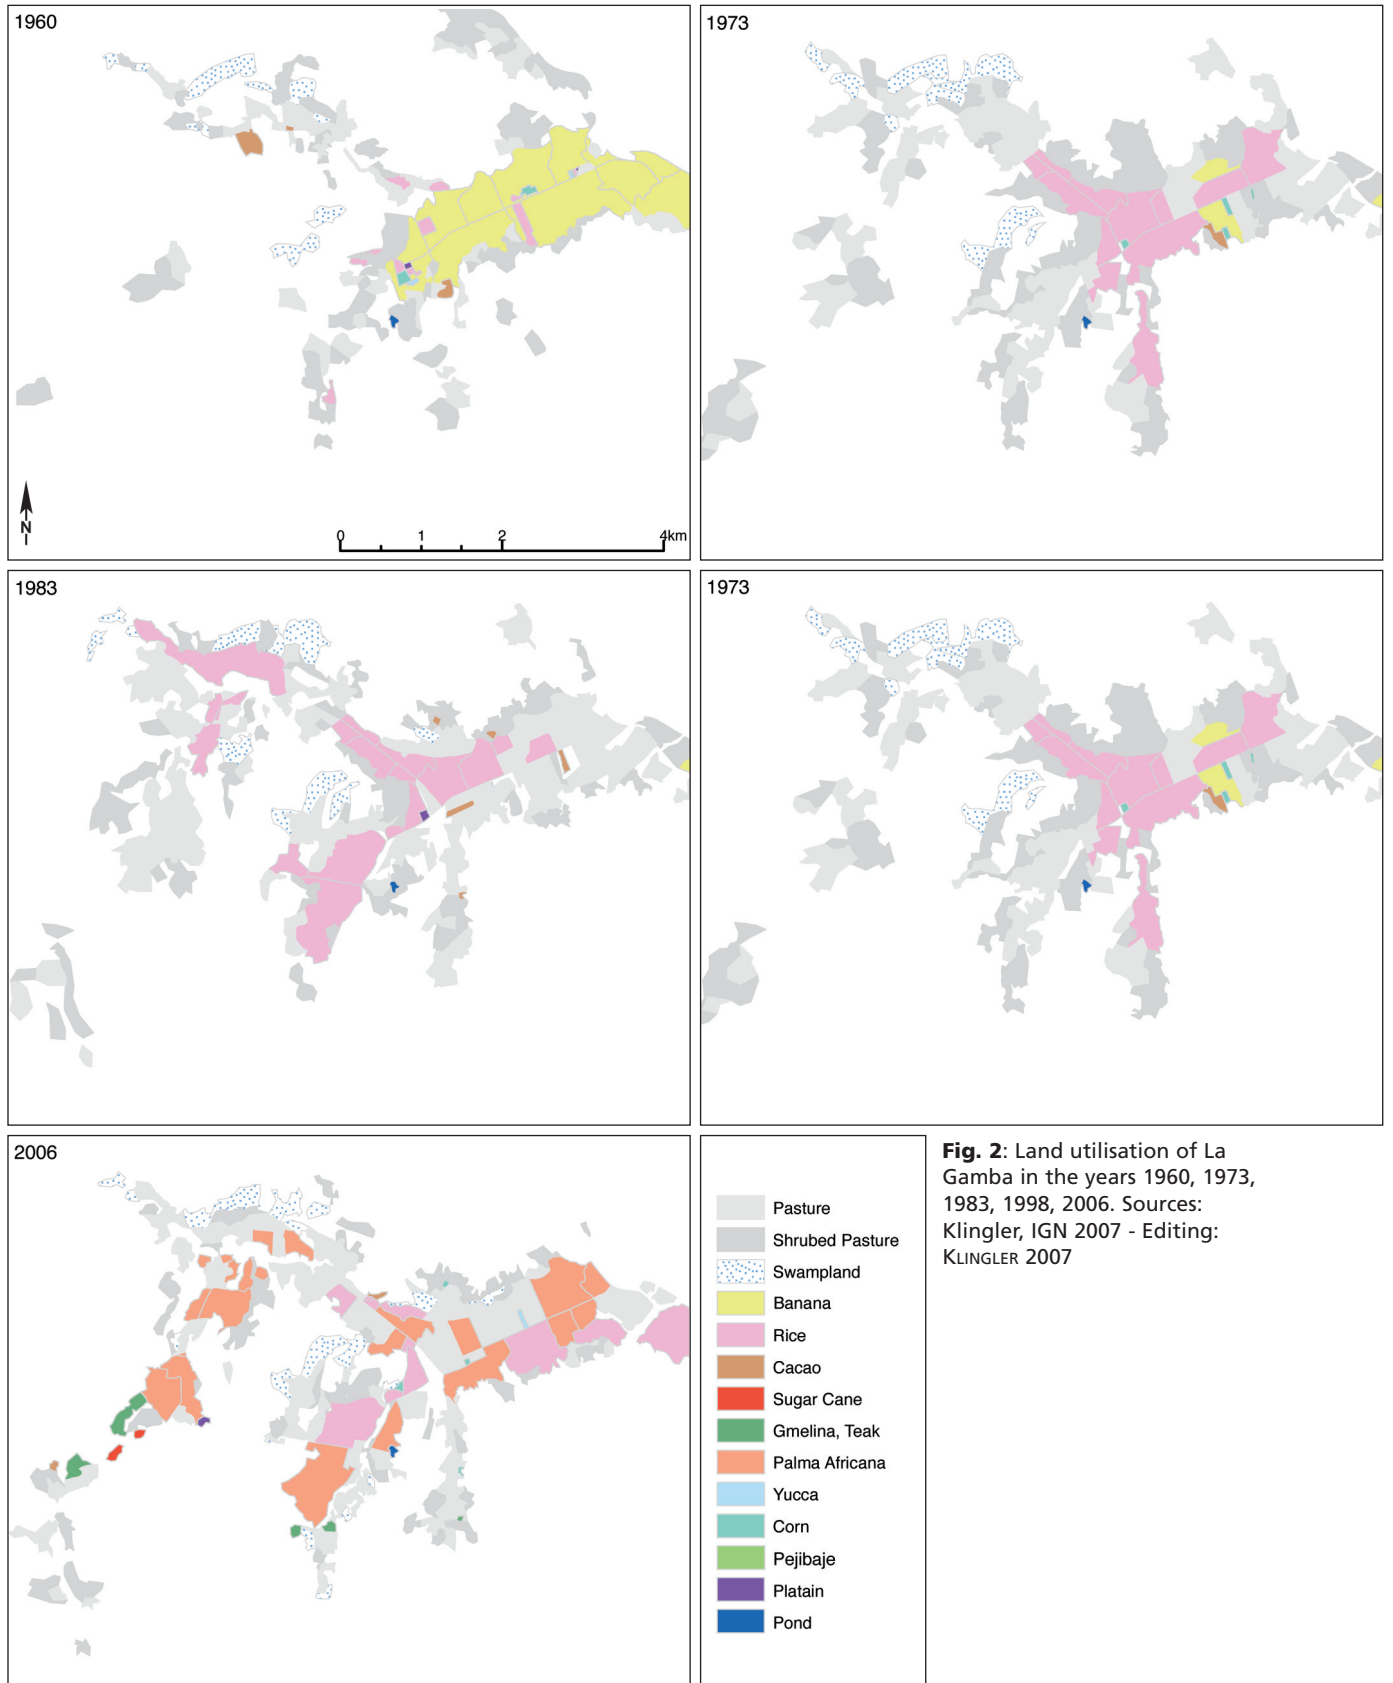 1960
N
0 1 2 4km
1973
1983
1973
2006
Pasture
Shrubed Pasture
Swampland
Banana
Rice
Cacao
Sugar Cane
Gmelina, Teak
Palma Africana
Yucca
Corn
Pejibaje
Platain
Pond
Fig. 2: Land utilisation of La
Gamba in the years 1960, 1973,
1983, 1998, 2006. Sources:
Klingler, IGN 2007 - Editing:
KLINGLER 2007